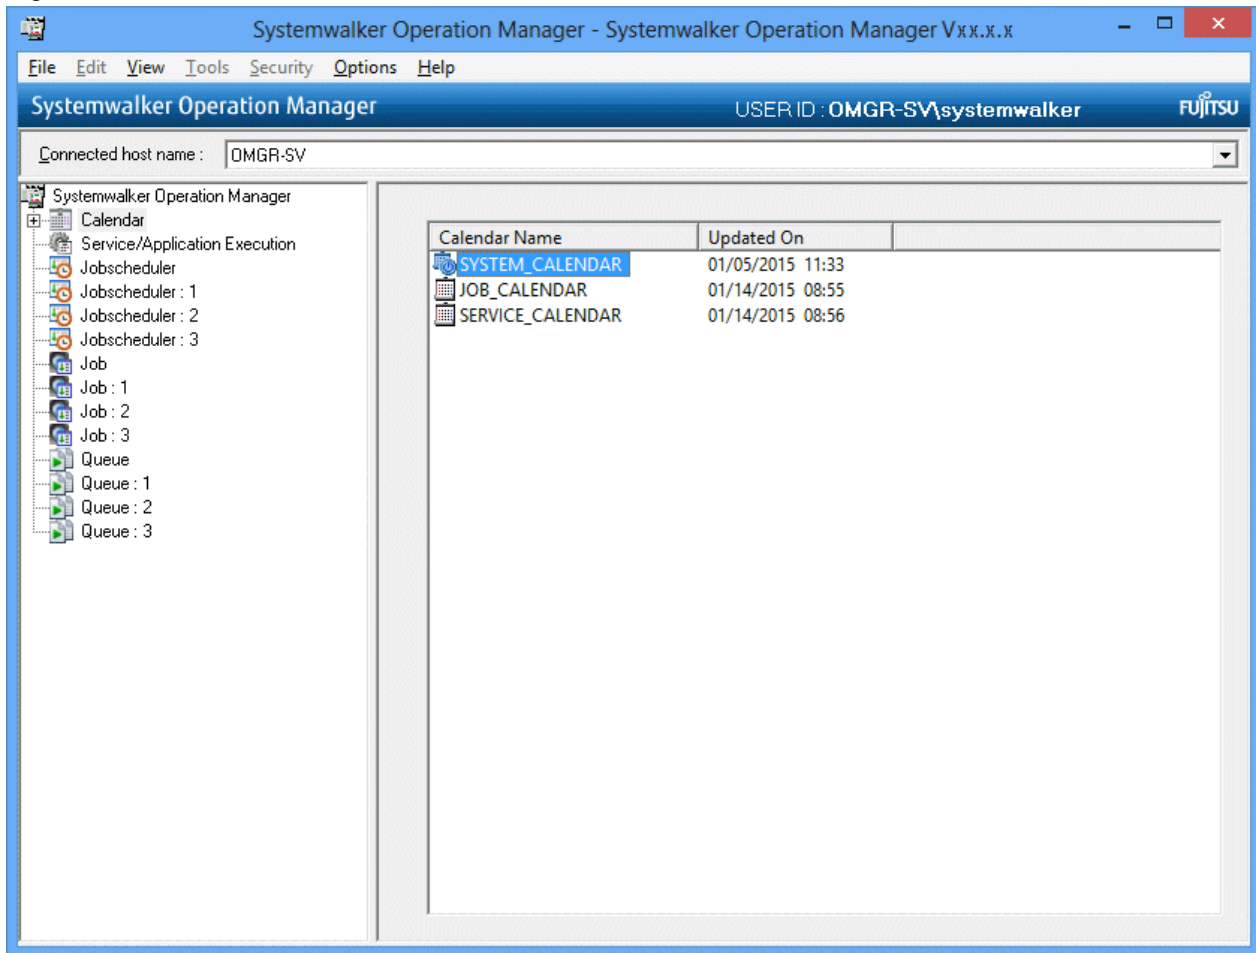 Systemwalker Operation Manager - Systemwalker Operation Manager Vxx.x.x
File Edit View Tools Security Options Help
Systemwalker Operation Manager USER ID : OMGR-SV\systemwalker FUJITSU
Connected host name : OMGR-SV
Systemwalker Operation Manager
Calendar
Service/Application Execution
Jobscheduler
Jobscheduler : 1
Jobscheduler : 2
Jobscheduler : 3
Job
Job : 1
Job : 2
Job : 3
Queue
Queue : 1
Queue : 2
Queue : 3
Calendar Name Updated On
SYSTEM_CALENDAR 01/05/2015 11:33
JOB_CALENDAR 01/14/2015 08:55
SERVICE_CALENDAR 01/14/2015 08:56